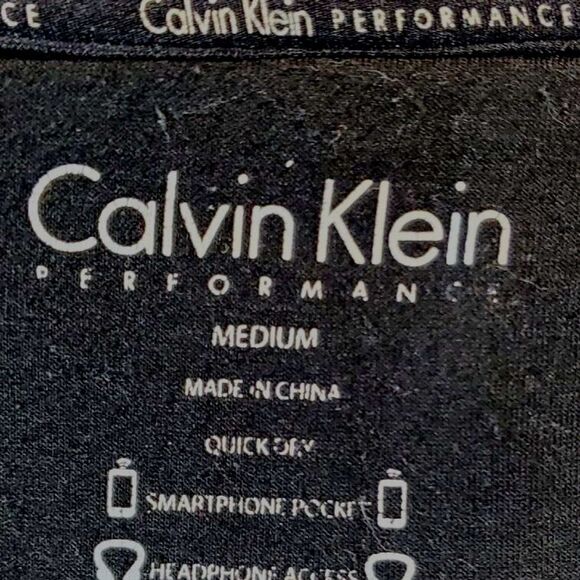 CE Calvin Klein PERFORMANCE
Calvin Klein
PERFORMANCE
MEDIUM
MADE IN CHINA
QUICK DRY
SMARTPHONE POCKET
HEADPHONE ACCESS